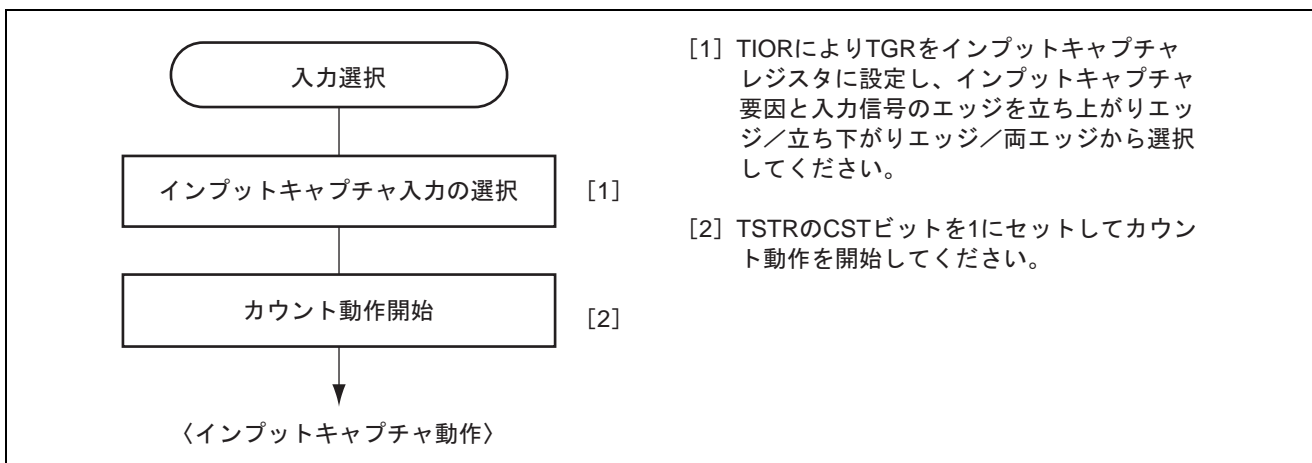 入力選択
インプットキャプチャ入力の選択 [1]
カウント動作開始 [2]
〈インプットキャプチャ動作〉
[1] TIORによりTGRをインプットキャプチャ
レジスタに設定し、インプットキャプチャ
要因と入力信号のエッジを立ち上がりエッ
ジ／立ち下がりエッジ／両エッジから選択
してください。
[2] TSTRのCSTビットを1にセットしてカウン
ト動作を開始してください。